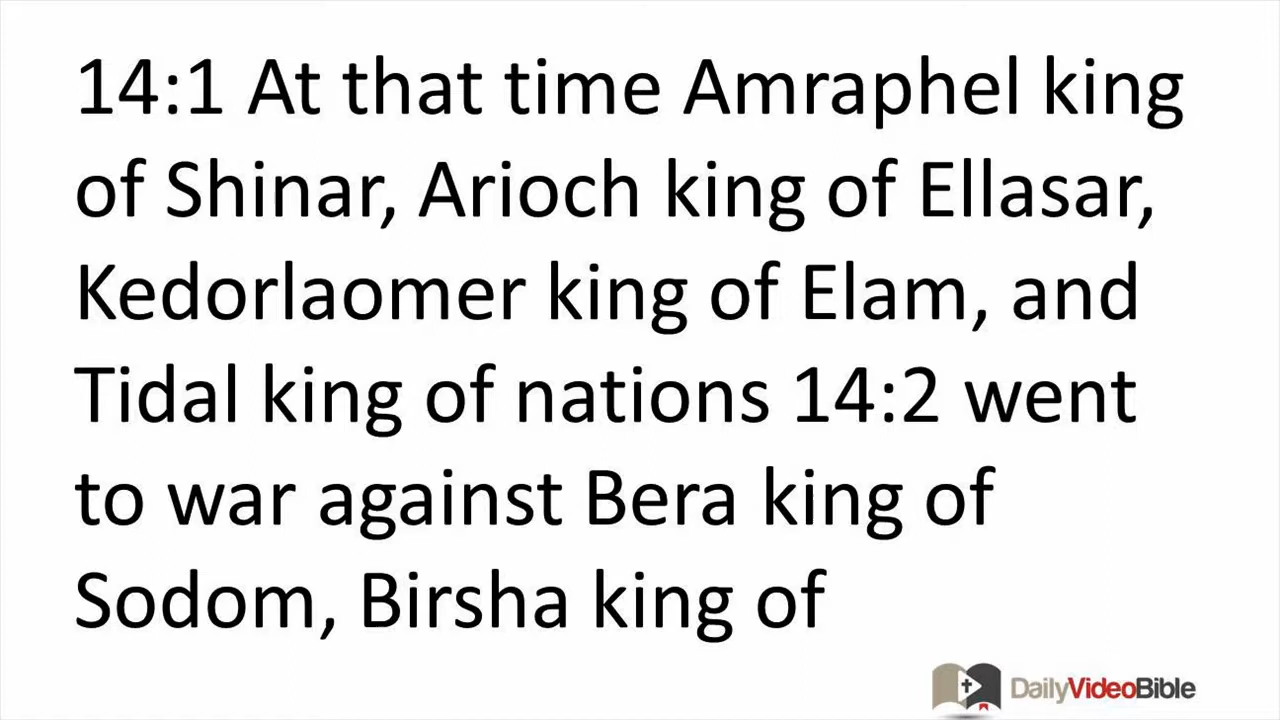 14:1 At that time Amraphel king
of Shinar, Arioch king of Ellasar,
Kedorlaomer king of Elam, and
Tidal king of nations 14:2 went
to war against Bera king of
Sodom, Birsha king of
DailyVideoBible